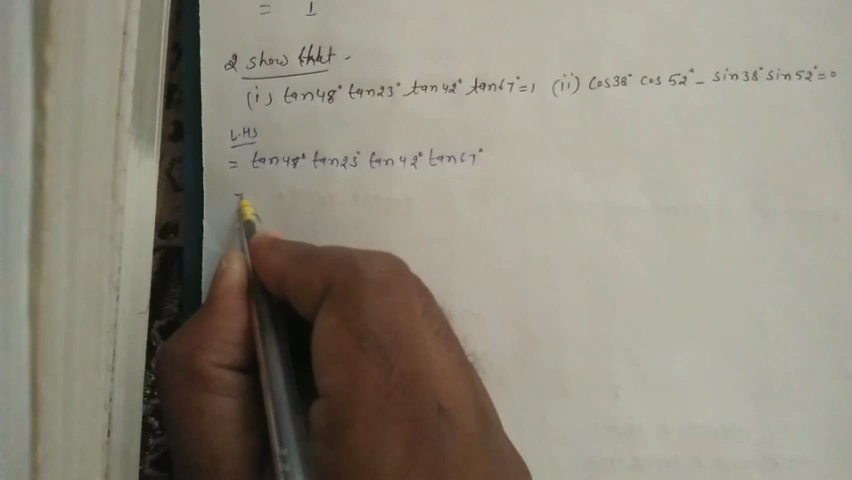 = 1
2 show that -
(i) tan48° tan23° tan42° tan67°=1 (ii) cos38° cos52° - sin38° sin52°=0
L.HS
= tan48° tan23° tan42° tan67°
=